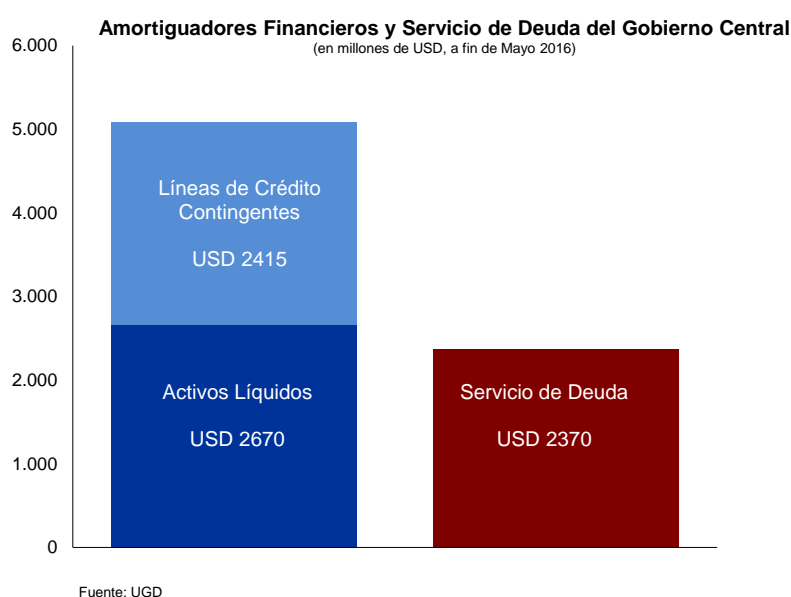 Amortiguadores Financieros y Servicio de Deuda del Gobierno Central
(en millones de USD, a fin de Mayo 2016)
6.000
5.000
4.000
3.000
2.000
1.000
0
Líneas de Crédito
Contingentes
USD 2415
Activos Líquidos
USD 2670
Servicio de Deuda
USD 2370
Fuente: UGD